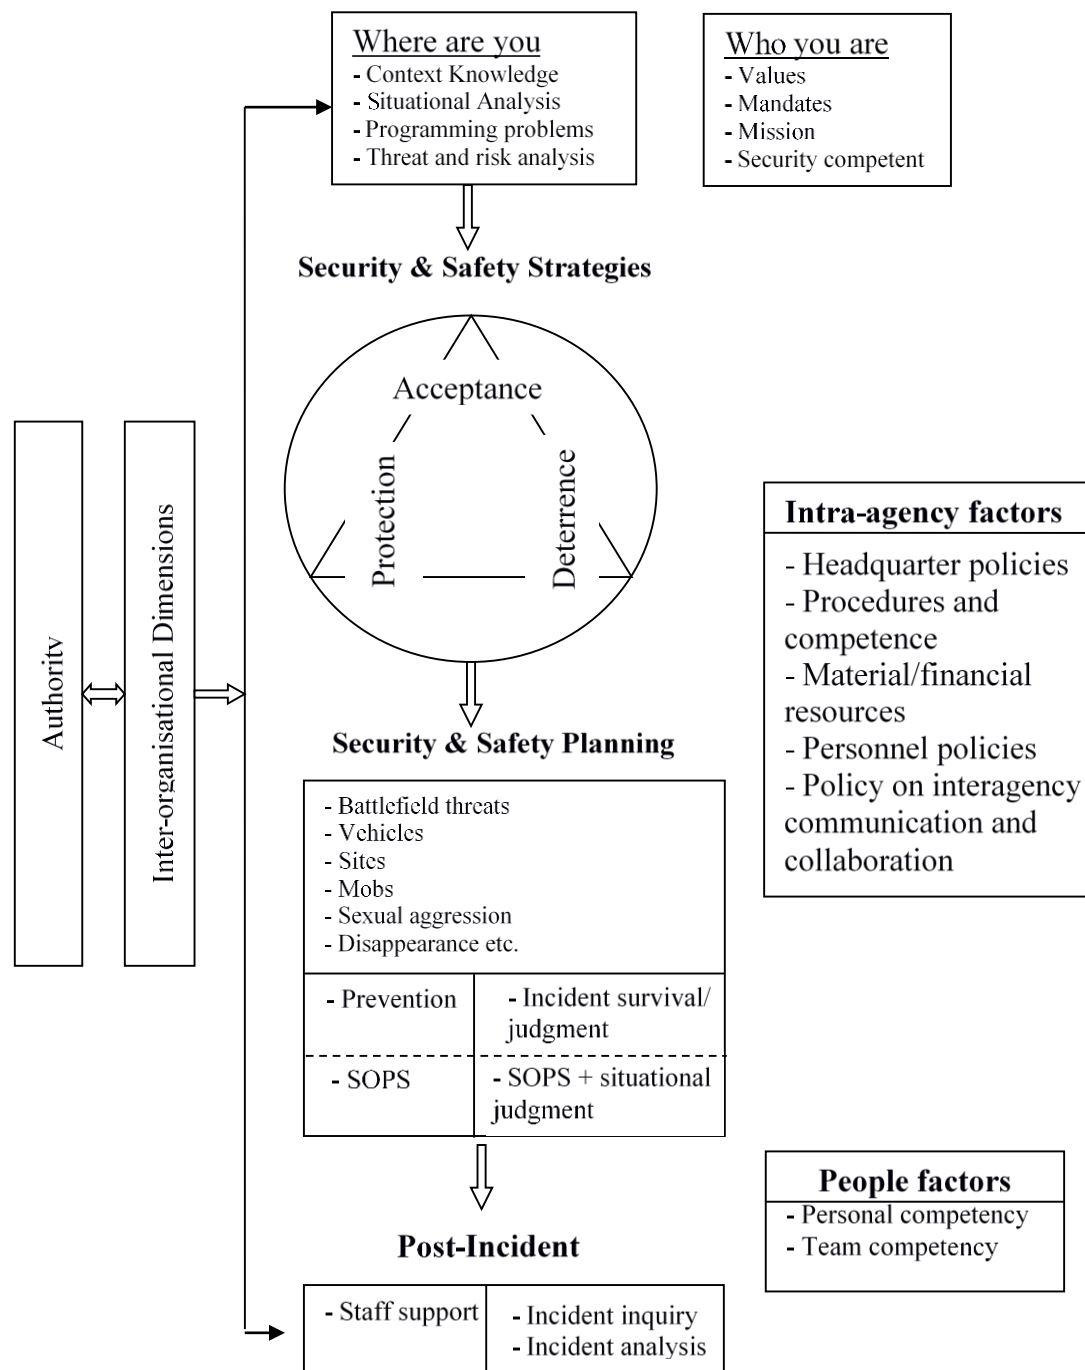 Where are you
- Context Knowledge
- Situational Analysis
- Programming problems
- Threat and risk analysis
Who you are
- Values
- Mandates
- Mission
- Security competent
Security & Safety Strategies
Acceptance
Protection
Deterrence
Authority
Inter-organisational Dimensions
Security & Safety Planning
- Battlefield threats
- Vehicles
- Sites
- Mobs
- Sexual aggression
- Disappearance etc.
- Prevention
- Incident survival/
judgment
- SOPS
- SOPS + situational
judgment
Intra-agency factors
- Headquarter policies
- Procedures and
competence
- Material/financial
resources
- Personnel policies
- Policy on interagency
communication and
collaboration
People factors
- Personal competency
- Team competency
Post-Incident
- Staff support
- Incident inquiry
- Incident analysis